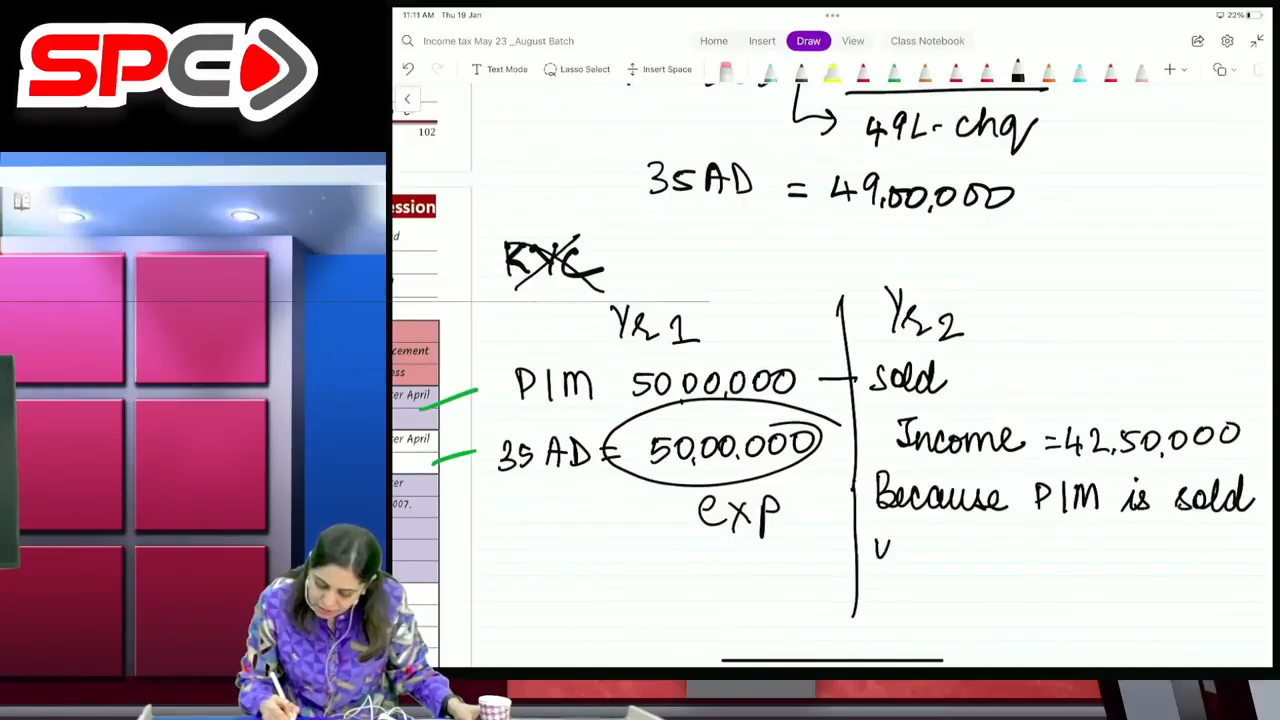 SPC
11:11 AM Thu 19 Jan
22%
Income tax May 23 _August Batch
Home Insert Draw View Class Notebook
Text Mode Lasso Select Insert Space
102
ession
d
cement
ess
er April
er April
er
007,
49L- chq
35AD = 49,00,000
KYC
Yr 1
Yr 2
PIM 50,00,000 — sold
Income = 42,50,000
35 AD = 50,00,000
Because PIM is sold
exp